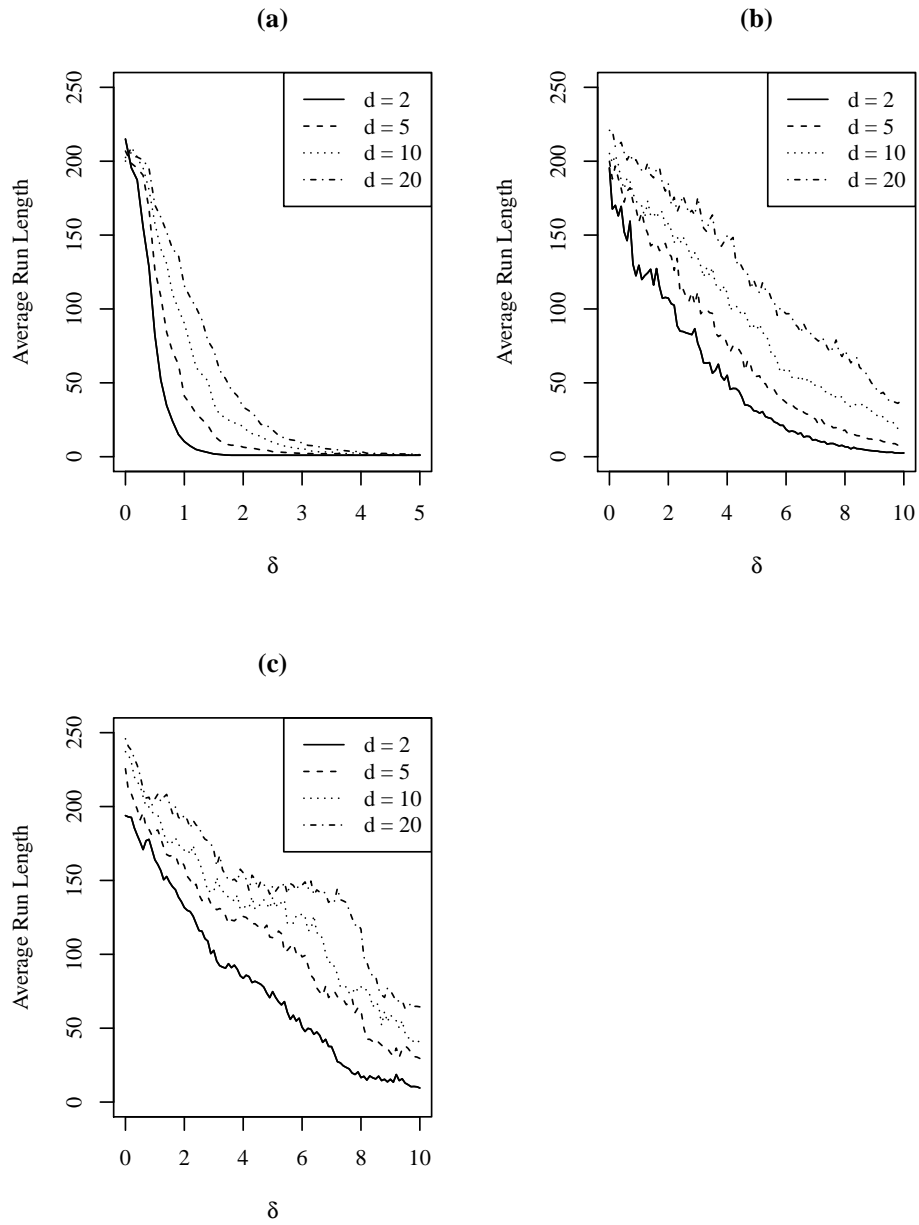 (a)
250
200
150
100
50
0
Average Run Length
0 1 2 3 4 5
δ
d = 2
d = 5
d = 10
d = 20
(b)
250
200
150
100
50
0
Average Run Length
0 2 4 6 8 10
δ
d = 2
d = 5
d = 10
d = 20
(c)
250
200
150
100
50
0
Average Run Length
0 2 4 6 8 10
δ
d = 2
d = 5
d = 10
d = 20